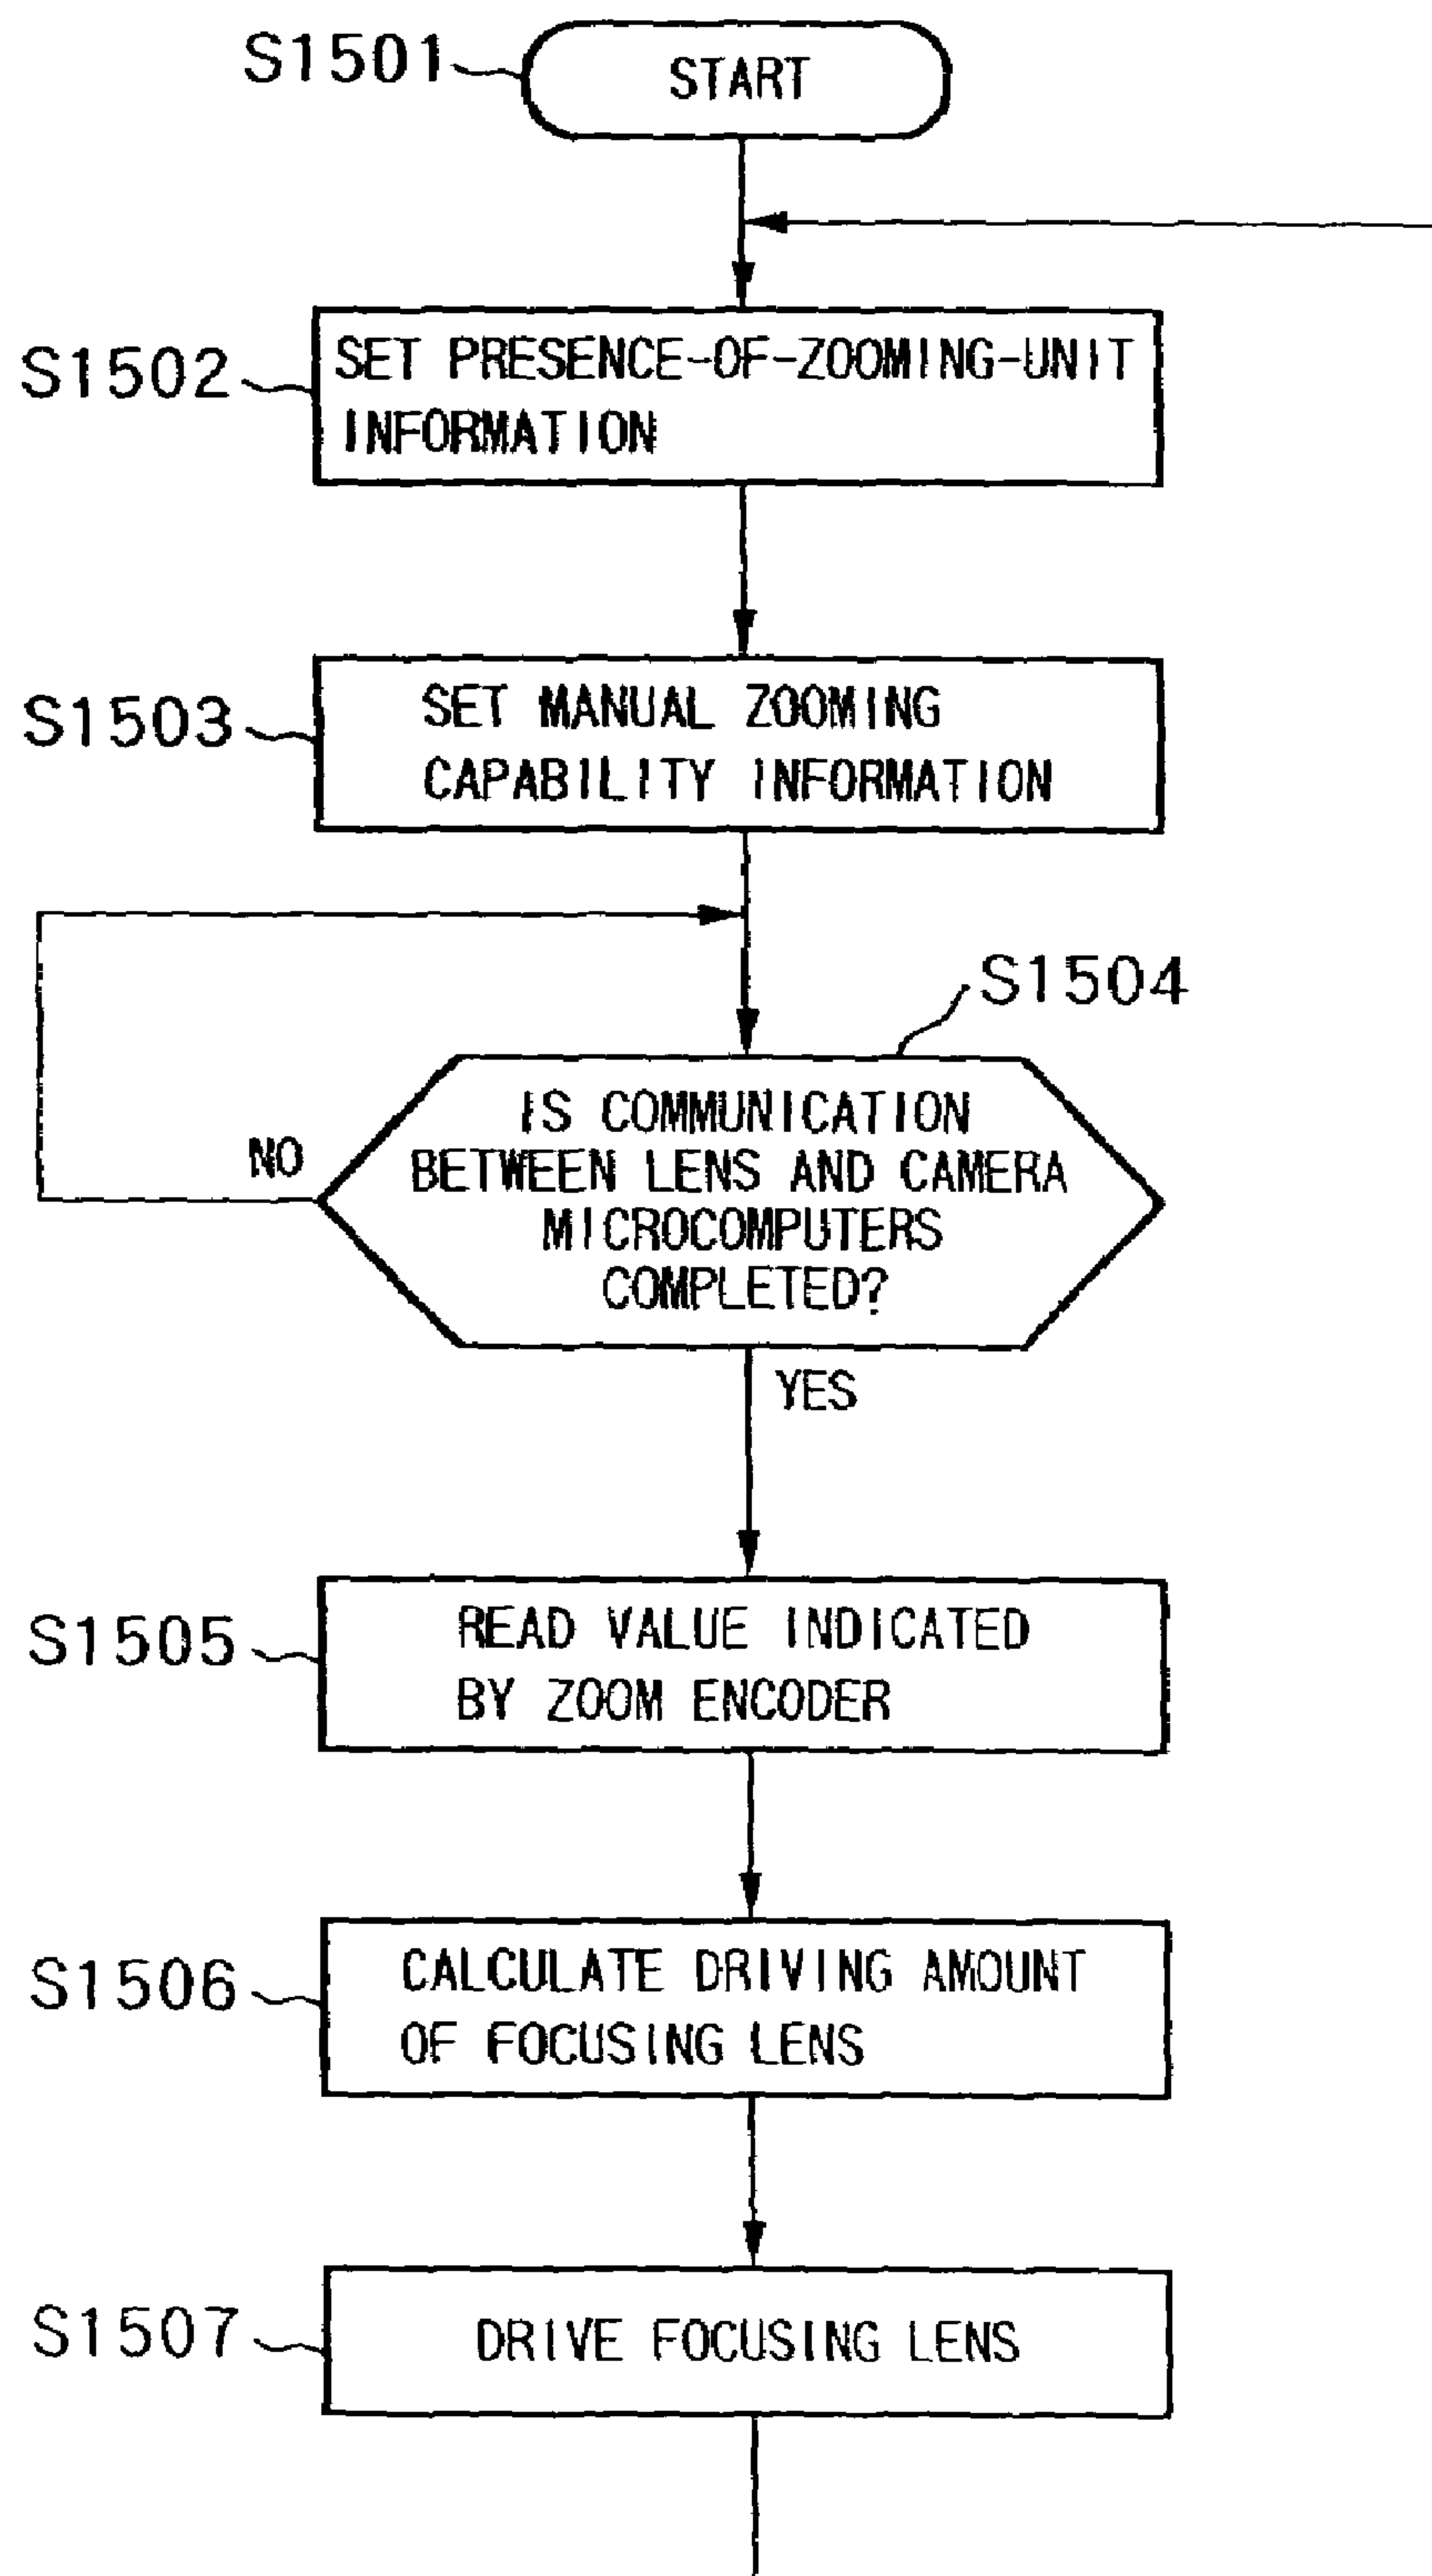 S1501
START
S1502
SET PRESENCE-OF-ZOOMING-UNIT
INFORMATION
S1503
SET MANUAL ZOOMING
CAPABILITY INFORMATION
S1504
IS COMMUNICATION
BETWEEN LENS AND CAMERA
MICROCOMPUTERS
COMPLETED?
NO
YES
S1505
READ VALUE INDICATED
BY ZOOM ENCODER
S1506
CALCULATE DRIVING AMOUNT
OF FOCUSING LENS
S1507
DRIVE FOCUSING LENS